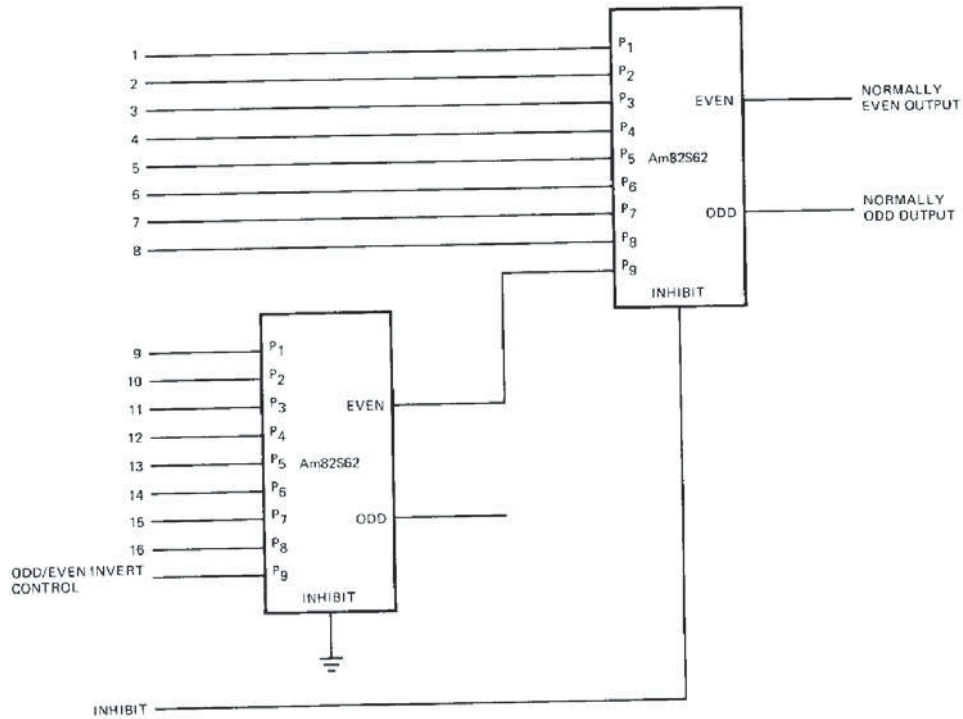 1
2
3
4
5
6
7
8
P1
P2
P3
P4
P5
P6
P7
P8
P9
EVEN
Am82S62
ODD
INHIBIT
NORMALLY
EVEN OUTPUT
NORMALLY
ODD OUTPUT
9
10
11
12
13
14
15
16
ODD/EVEN INVERT
CONTROL
P1
P2
P3
P4
P5
P6
P7
P8
P9
EVEN
Am82S62
ODD
INHIBIT
INHIBIT